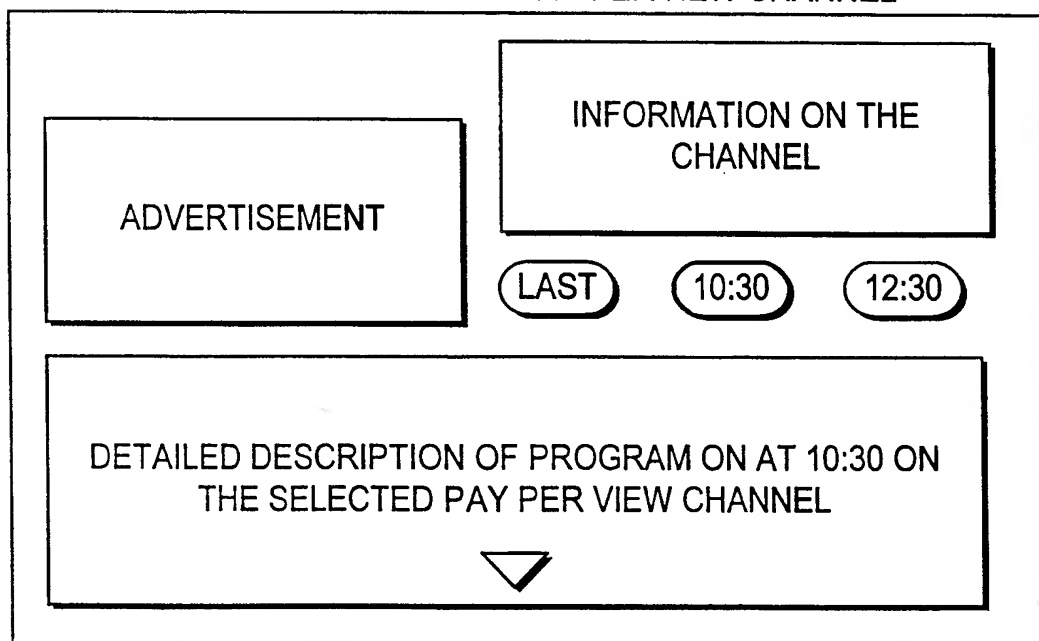 ADVERTISEMENT
INFORMATION ON THE
CHANNEL
LAST
10:30
12:30
DETAILED DESCRIPTION OF PROGRAM ON AT 10:30 ON
THE SELECTED PAY PER VIEW CHANNEL